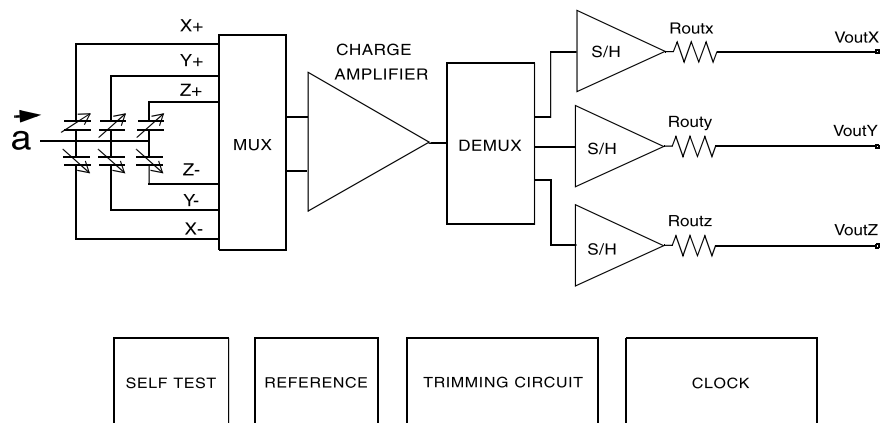 X+
Y+
Z+
a
Z-
Y-
X-
MUX
CHARGE
AMPLIFIER
DEMUX
S/H
Routx
VoutX
S/H
Routy
VoutY
S/H
Routz
VoutZ
SELF TEST
REFERENCE
TRIMMING CIRCUIT
CLOCK